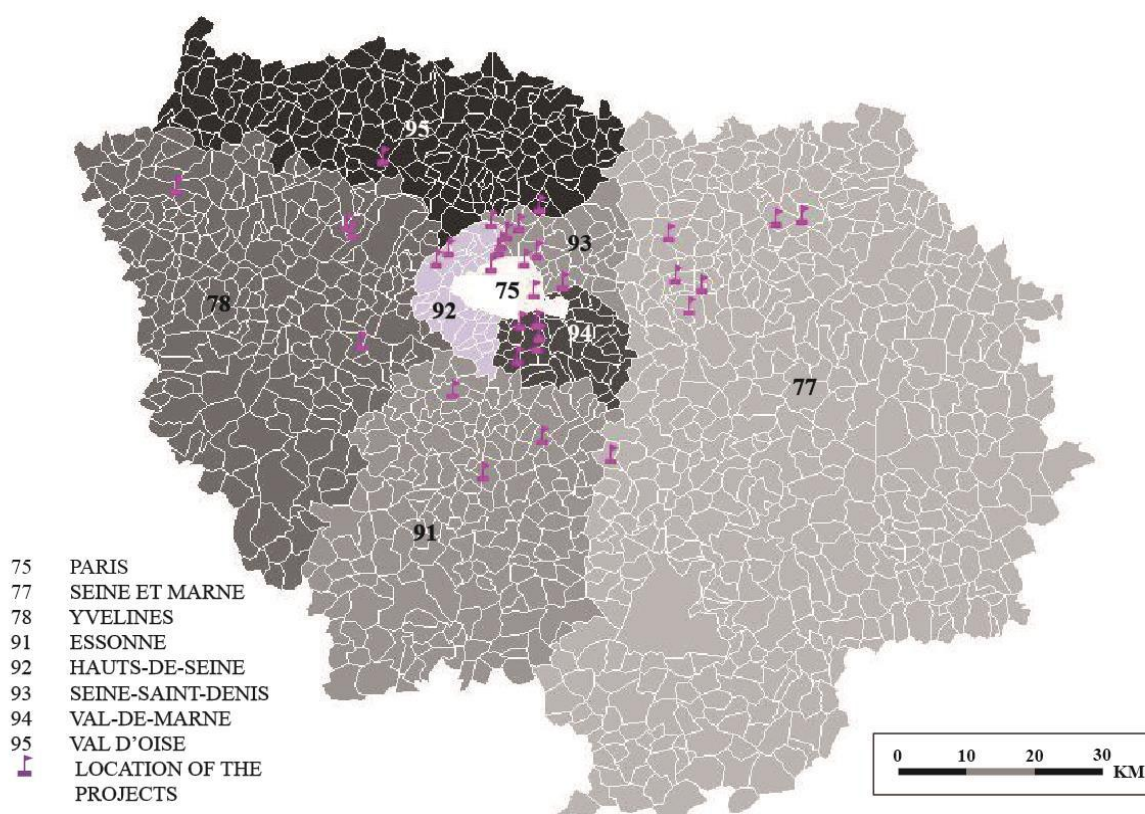 95
93
75
78
92
94
77
91
75 PARIS
77 SEINE ET MARNE
78 YVELINES
91 ESSONNE
92 HAUTS-DE-SEINE
93 SEINE-SAINT-DENIS
94 VAL-DE-MARNE
95 VAL D’OISE
LOCATION OF THE
PROJECTS
0 10 20 30
KM